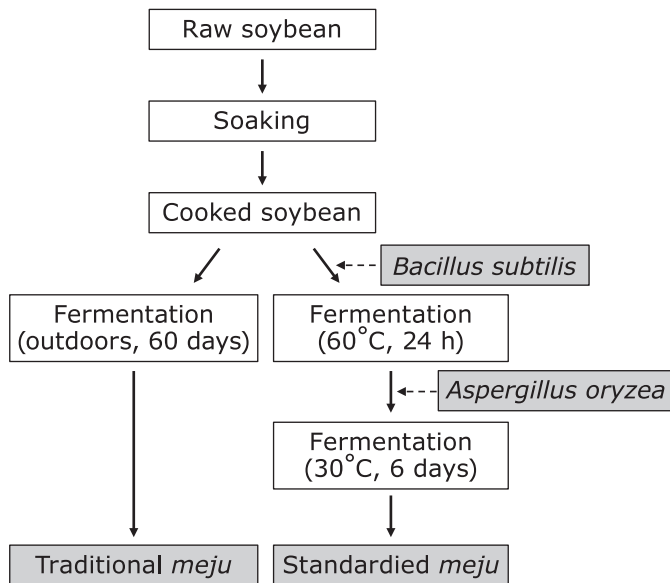 Raw soybean
Soaking
Cooked soybean
Bacillus subtilis
Fermentation
(outdoors, 60 days)
Fermentation
(60°C, 24 h)
Aspergillus oryzea
Fermentation
(30°C, 6 days)
Traditional meju
Standardied meju